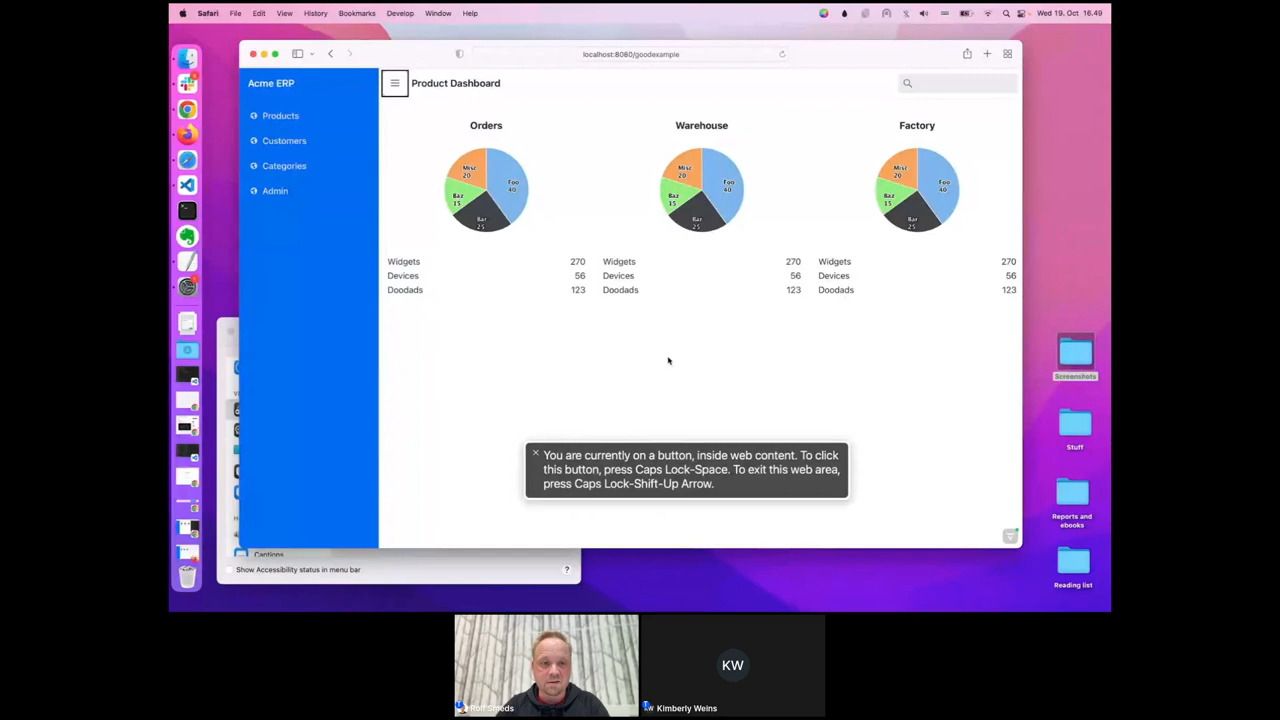 Safari File Edit View History Bookmarks Develop Window Help Wed 19. Oct 16.49
localhost:8080/goodexample
Acme ERP
Product Dashboard
Products
Customers
Categories
Admin
Orders
Warehouse
Factory
Misc
20
Foo
40
Baz
15
Bar
25
Misc
20
Foo
40
Baz
15
Bar
25
Misc
20
Foo
40
Baz
15
Bar
25
Widgets 270
Devices 56
Doodads 123
Widgets 270
Devices 56
Doodads 123
Widgets 270
Devices 56
Doodads 123
You are currently on a button, inside web content. To click
this button, press Caps Lock-Space. To exit this web area,
press Caps Lock-Shift-Up Arrow.
Captions
Show Accessibility status in menu bar
?
Screenshots
Stuff
Reports and
ebooks
Reading list
KW
Rolf Smeds
Kimberly Weins